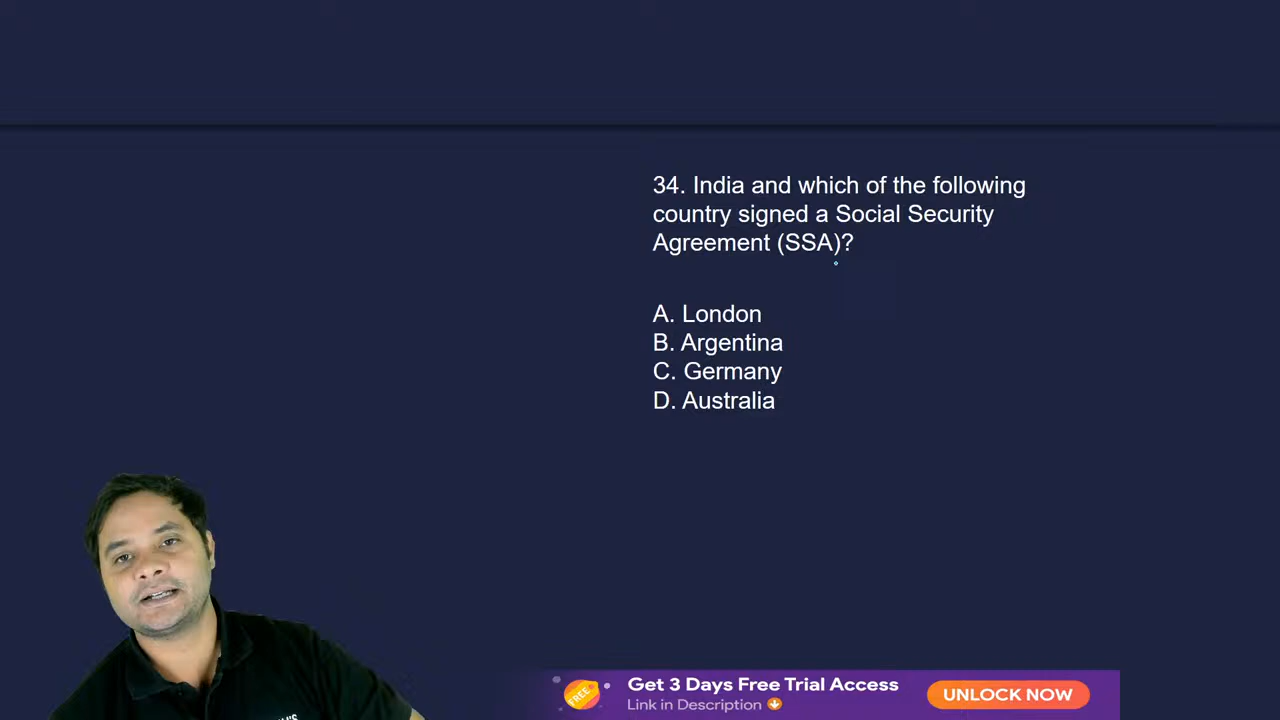 34. India and which of the following
country signed a Social Security
Agreement (SSA)?
A. London
B. Argentina
C. Germany
D. Australia
Get 3 Days Free Trial Access
FREE
Link in Description
UNLOCK NOW